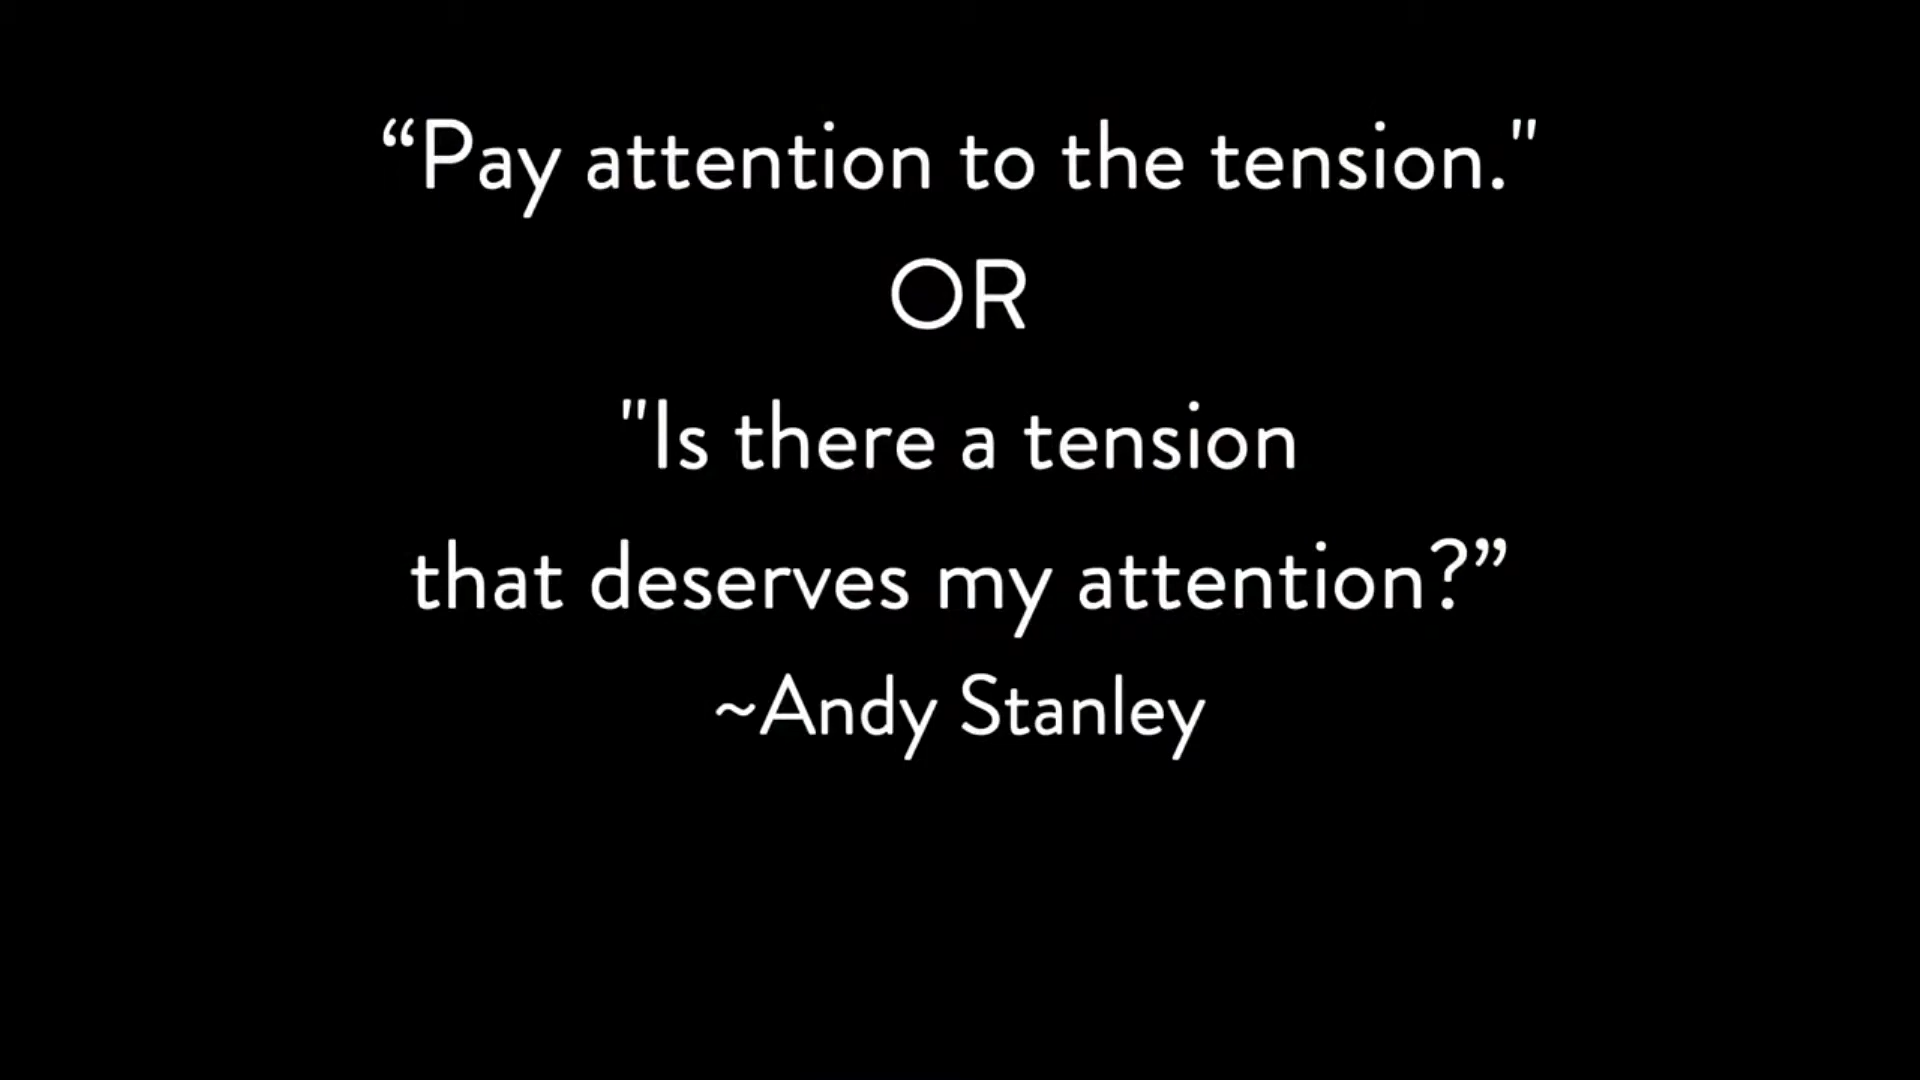 “Pay attention to the tension."
OR
"Is there a tension
that deserves my attention?”
~Andy Stanley